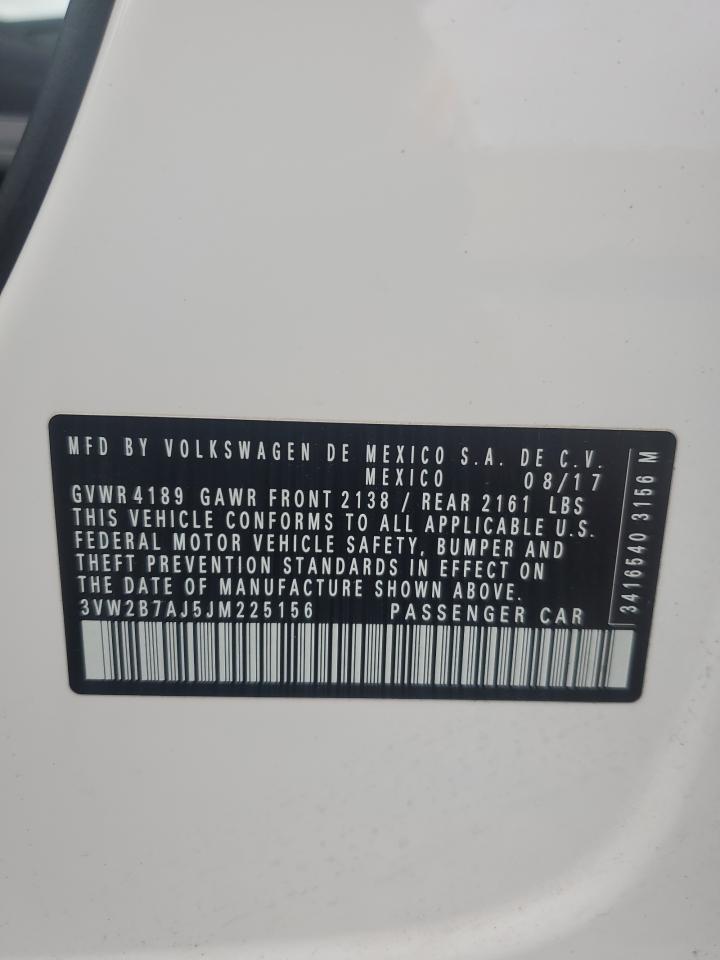 MFD BY VOLKSWAGEN DE MEXICO S.A. DE C.V.
MEXICO 08/17
GVWR 4189 GAWR FRONT 2138 / REAR 2161 LBS
THIS VEHICLE CONFORMS TO ALL APPLICABLE U.S.
FEDERAL MOTOR VEHICLE SAFETY, BUMPER AND
THEFT PREVENTION STANDARDS IN EFFECT ON
THE DATE OF MANUFACTURE SHOWN ABOVE.
3VW2B7AJ5JM225156 PASSENGER CAR
3416540 3156 M